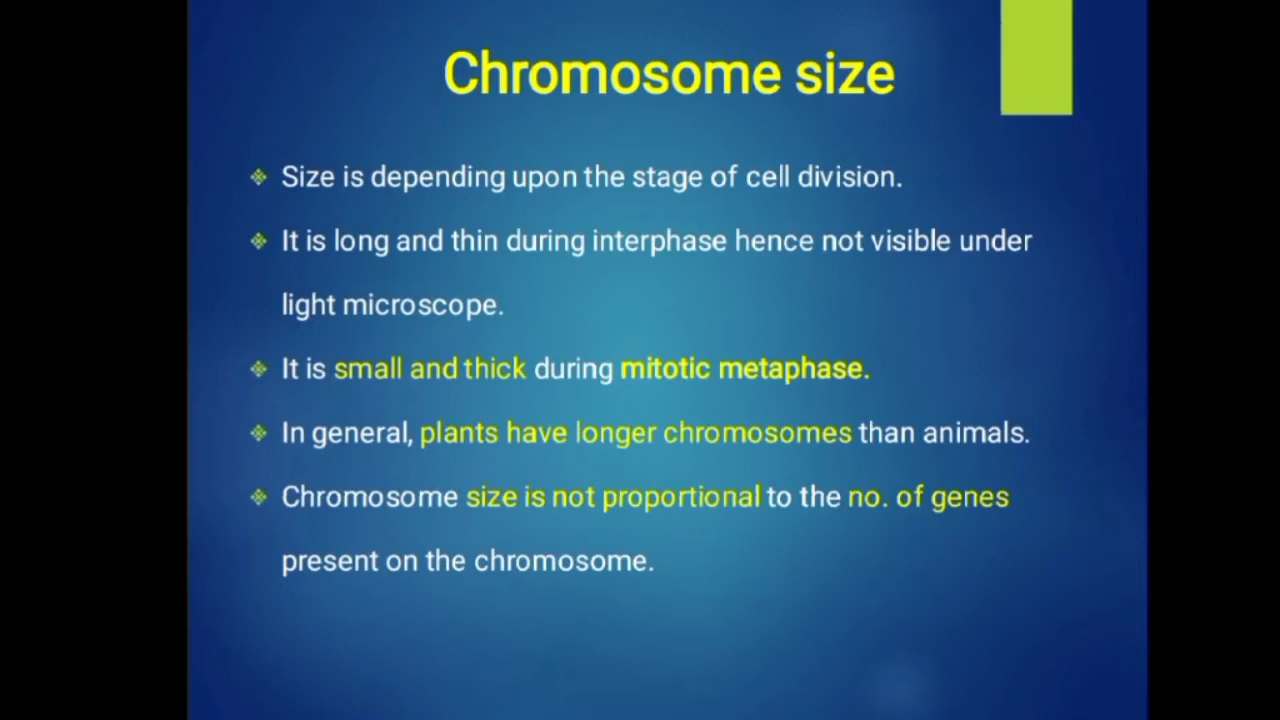 Chromosome size
Size is depending upon the stage of cell division.
It is long and thin during interphase hence not visible under
light microscope.
It is small and thick during mitotic metaphase.
In general, plants have longer chromosomes than animals.
Chromosome size is not proportional to the no. of genes
present on the chromosome.